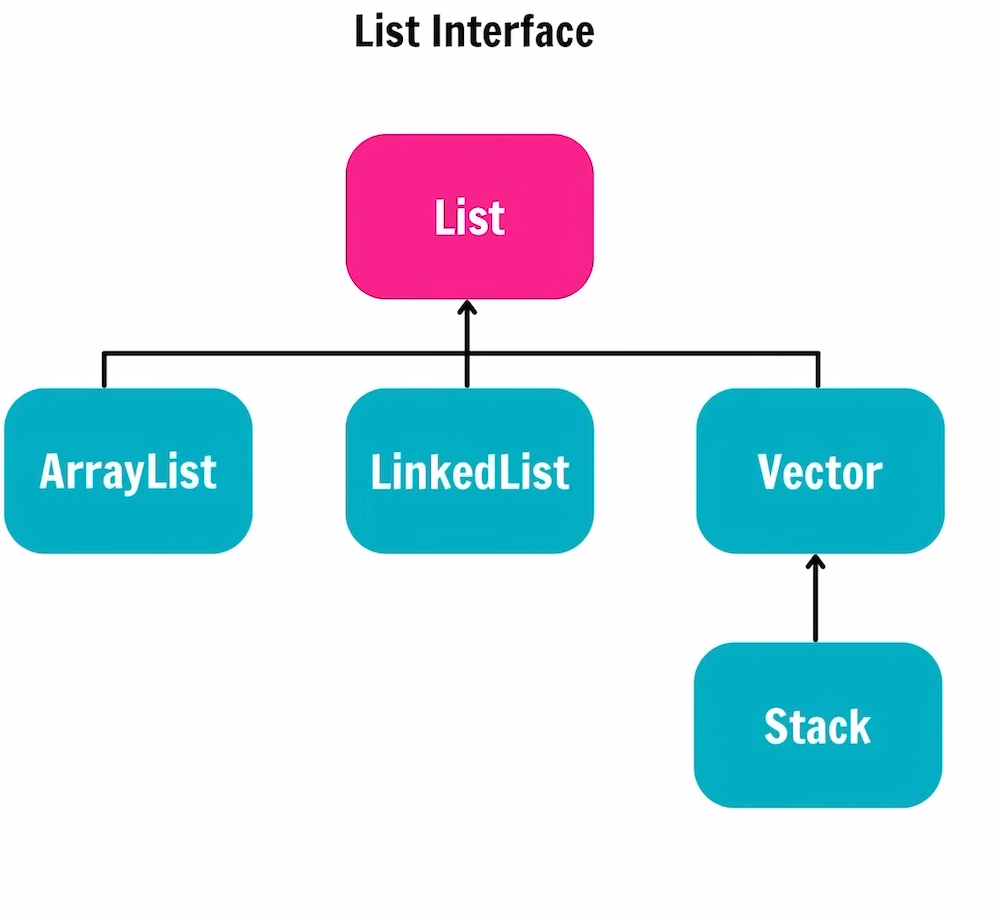 List Interface
List
ArrayList
LinkedList
Vector
Stack